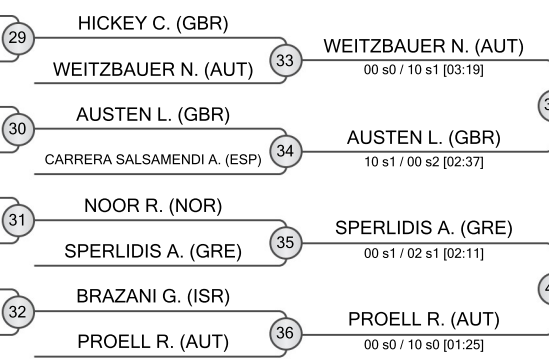 HICKEY C. (GBR)
29
WEITZBAUER N. (AUT)
33
WEITZBAUER N. (AUT)
00 s0 / 10 s1 [03:19]
AUSTEN L. (GBR)
30
CARRERA SALSAMENDI A. (ESP)
34
AUSTEN L. (GBR)
10 s1 / 00 s2 [02:37]
NOOR R. (NOR)
31
SPERLIDIS A. (GRE)
35
SPERLIDIS A. (GRE)
00 s1 / 02 s1 [02:11]
BRAZANI G. (ISR)
32
PROELL R. (AUT)
36
PROELL R. (AUT)
00 s0 / 10 s0 [01:25]